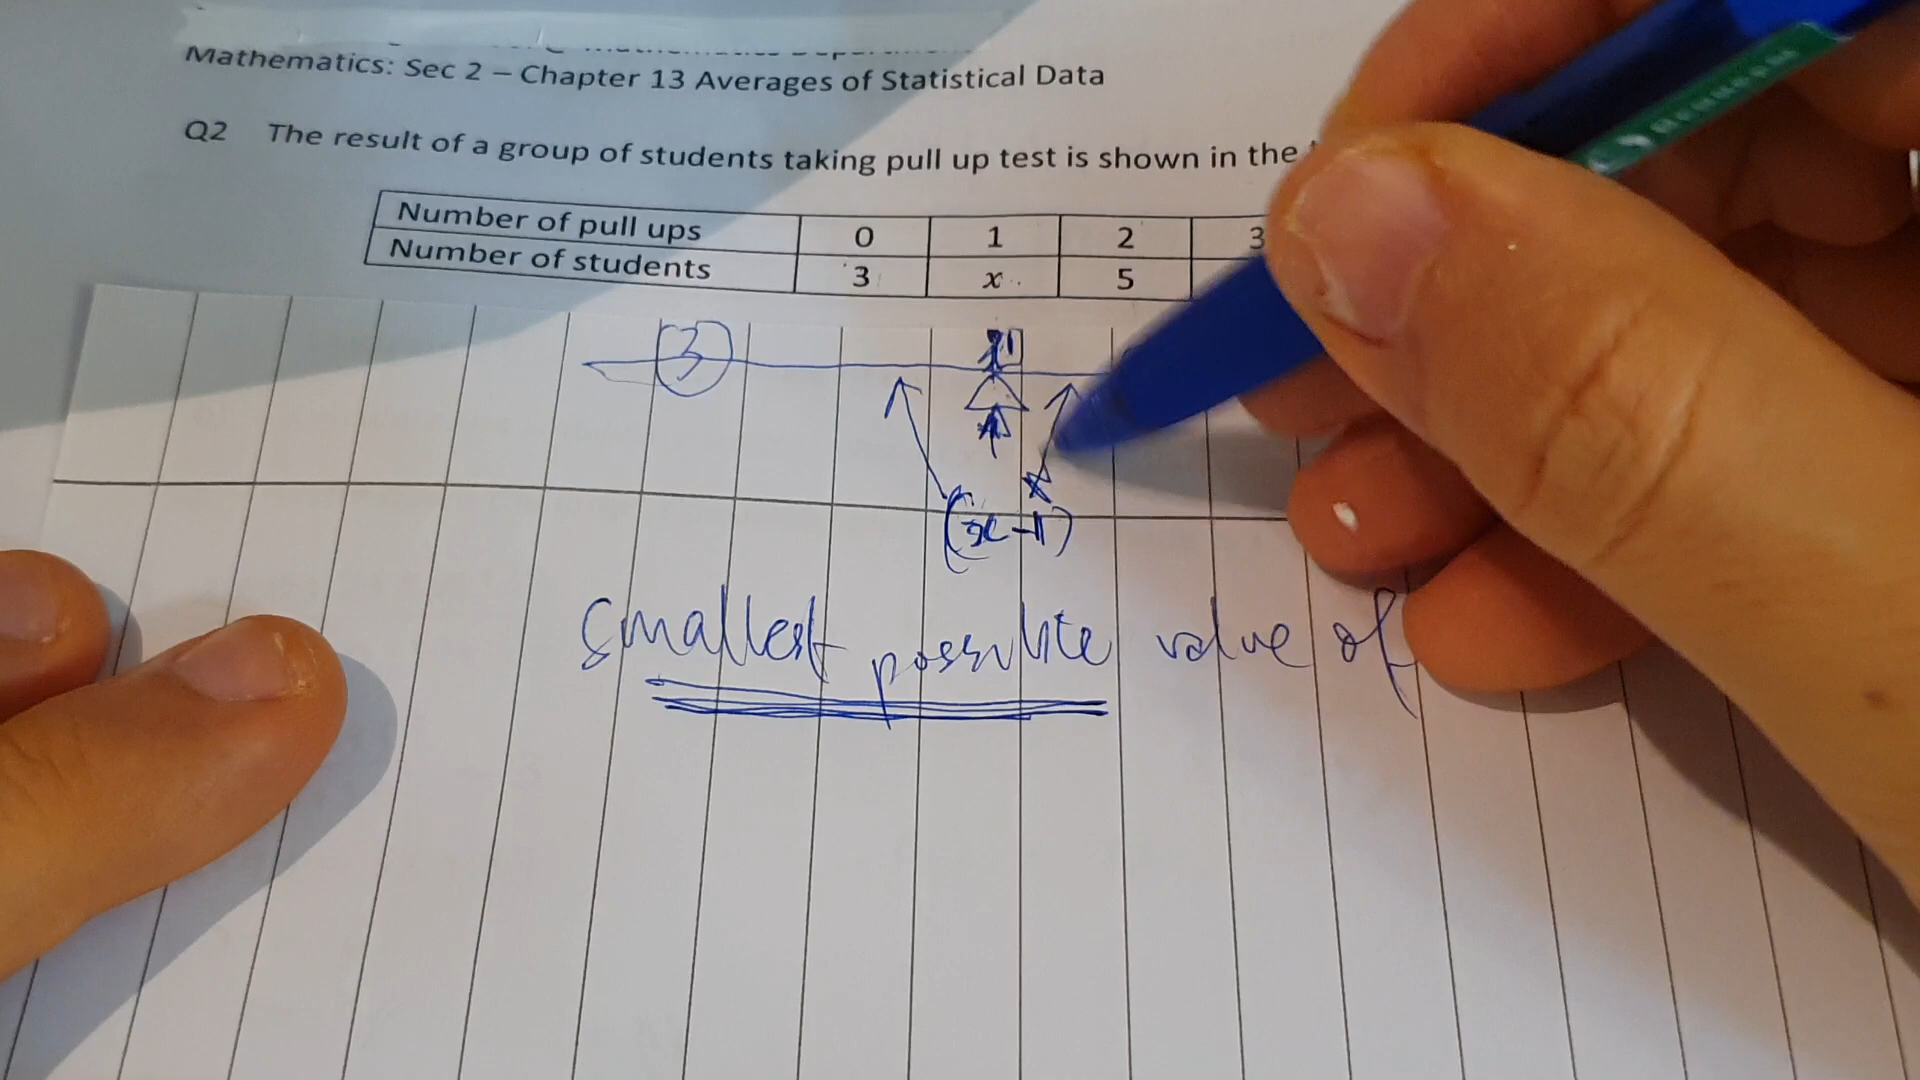 Mathematics: Sec 2 – Chapter 13 Averages of Statistical Data
Q2 The result of a group of students taking pull up test is shown in the
Number of pull ups 0 1 2 3
Number of students 3 x 5
3
(x-1)
smallest possible value of